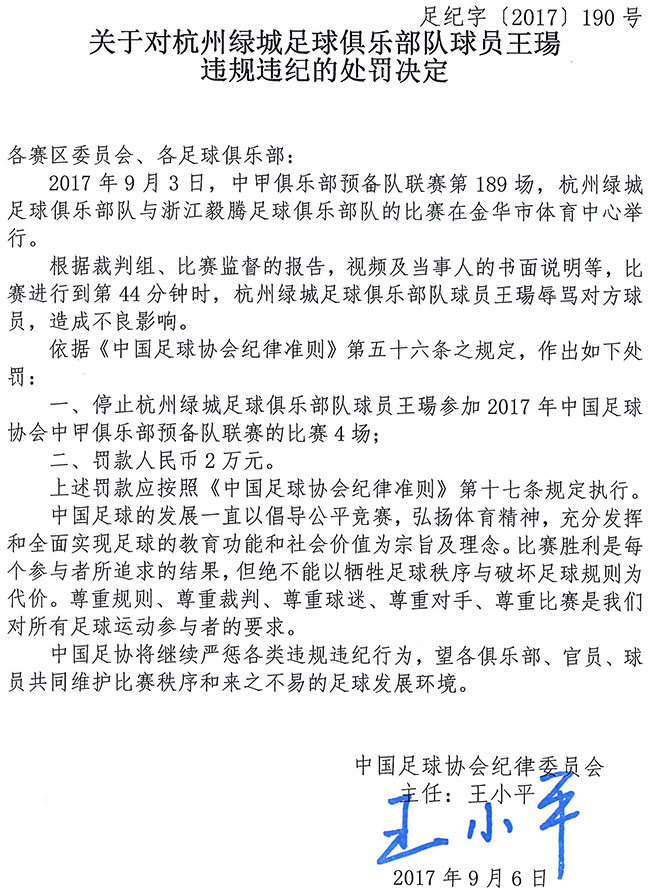 足纪字〔2017〕190号
关于对杭州绿城足球俱乐部队球员王瑒
违规违纪的处罚决定
各赛区委员会、各足球俱乐部：
2017年9月3日，中甲俱乐部预备队联赛第189场，杭州绿城
足球俱乐部队与浙江毅腾足球俱乐部队的比赛在金华市体育中心举
行。
根据裁判组、比赛监督的报告，视频及当事人的书面说明等，比
赛进行到第44分钟时，杭州绿城足球俱乐部队球员王瑒辱骂对方球
员，造成不良影响。
依据《中国足球协会纪律准则》第五十六条之规定，作出如下处
罚：
一、停止杭州绿城足球俱乐部队球员王瑒参加2017年中国足球
协会中甲俱乐部预备队联赛的比赛4场；
二、罚款人民币2万元。
上述罚款应按照《中国足球协会纪律准则》第十七条规定执行。
中国足球的发展一直以倡导公平竞赛，弘扬体育精神，充分发挥
和全面实现足球的教育功能和社会价值为宗旨及理念。比赛胜利是每
个参与者所追求的结果，但绝不能以牺牲足球秩序与破坏足球规则为
代价。尊重规则、尊重裁判、尊重球迷、尊重对手、尊重比赛是我们
对所有足球运动参与者的要求。
中国足协将继续严惩各类违规违纪行为，望各俱乐部、官员、球
员共同维护比赛秩序和来之不易的足球发展环境。
中国足球协会纪律委员会
主任：王小平
王小平
2017年9月6日